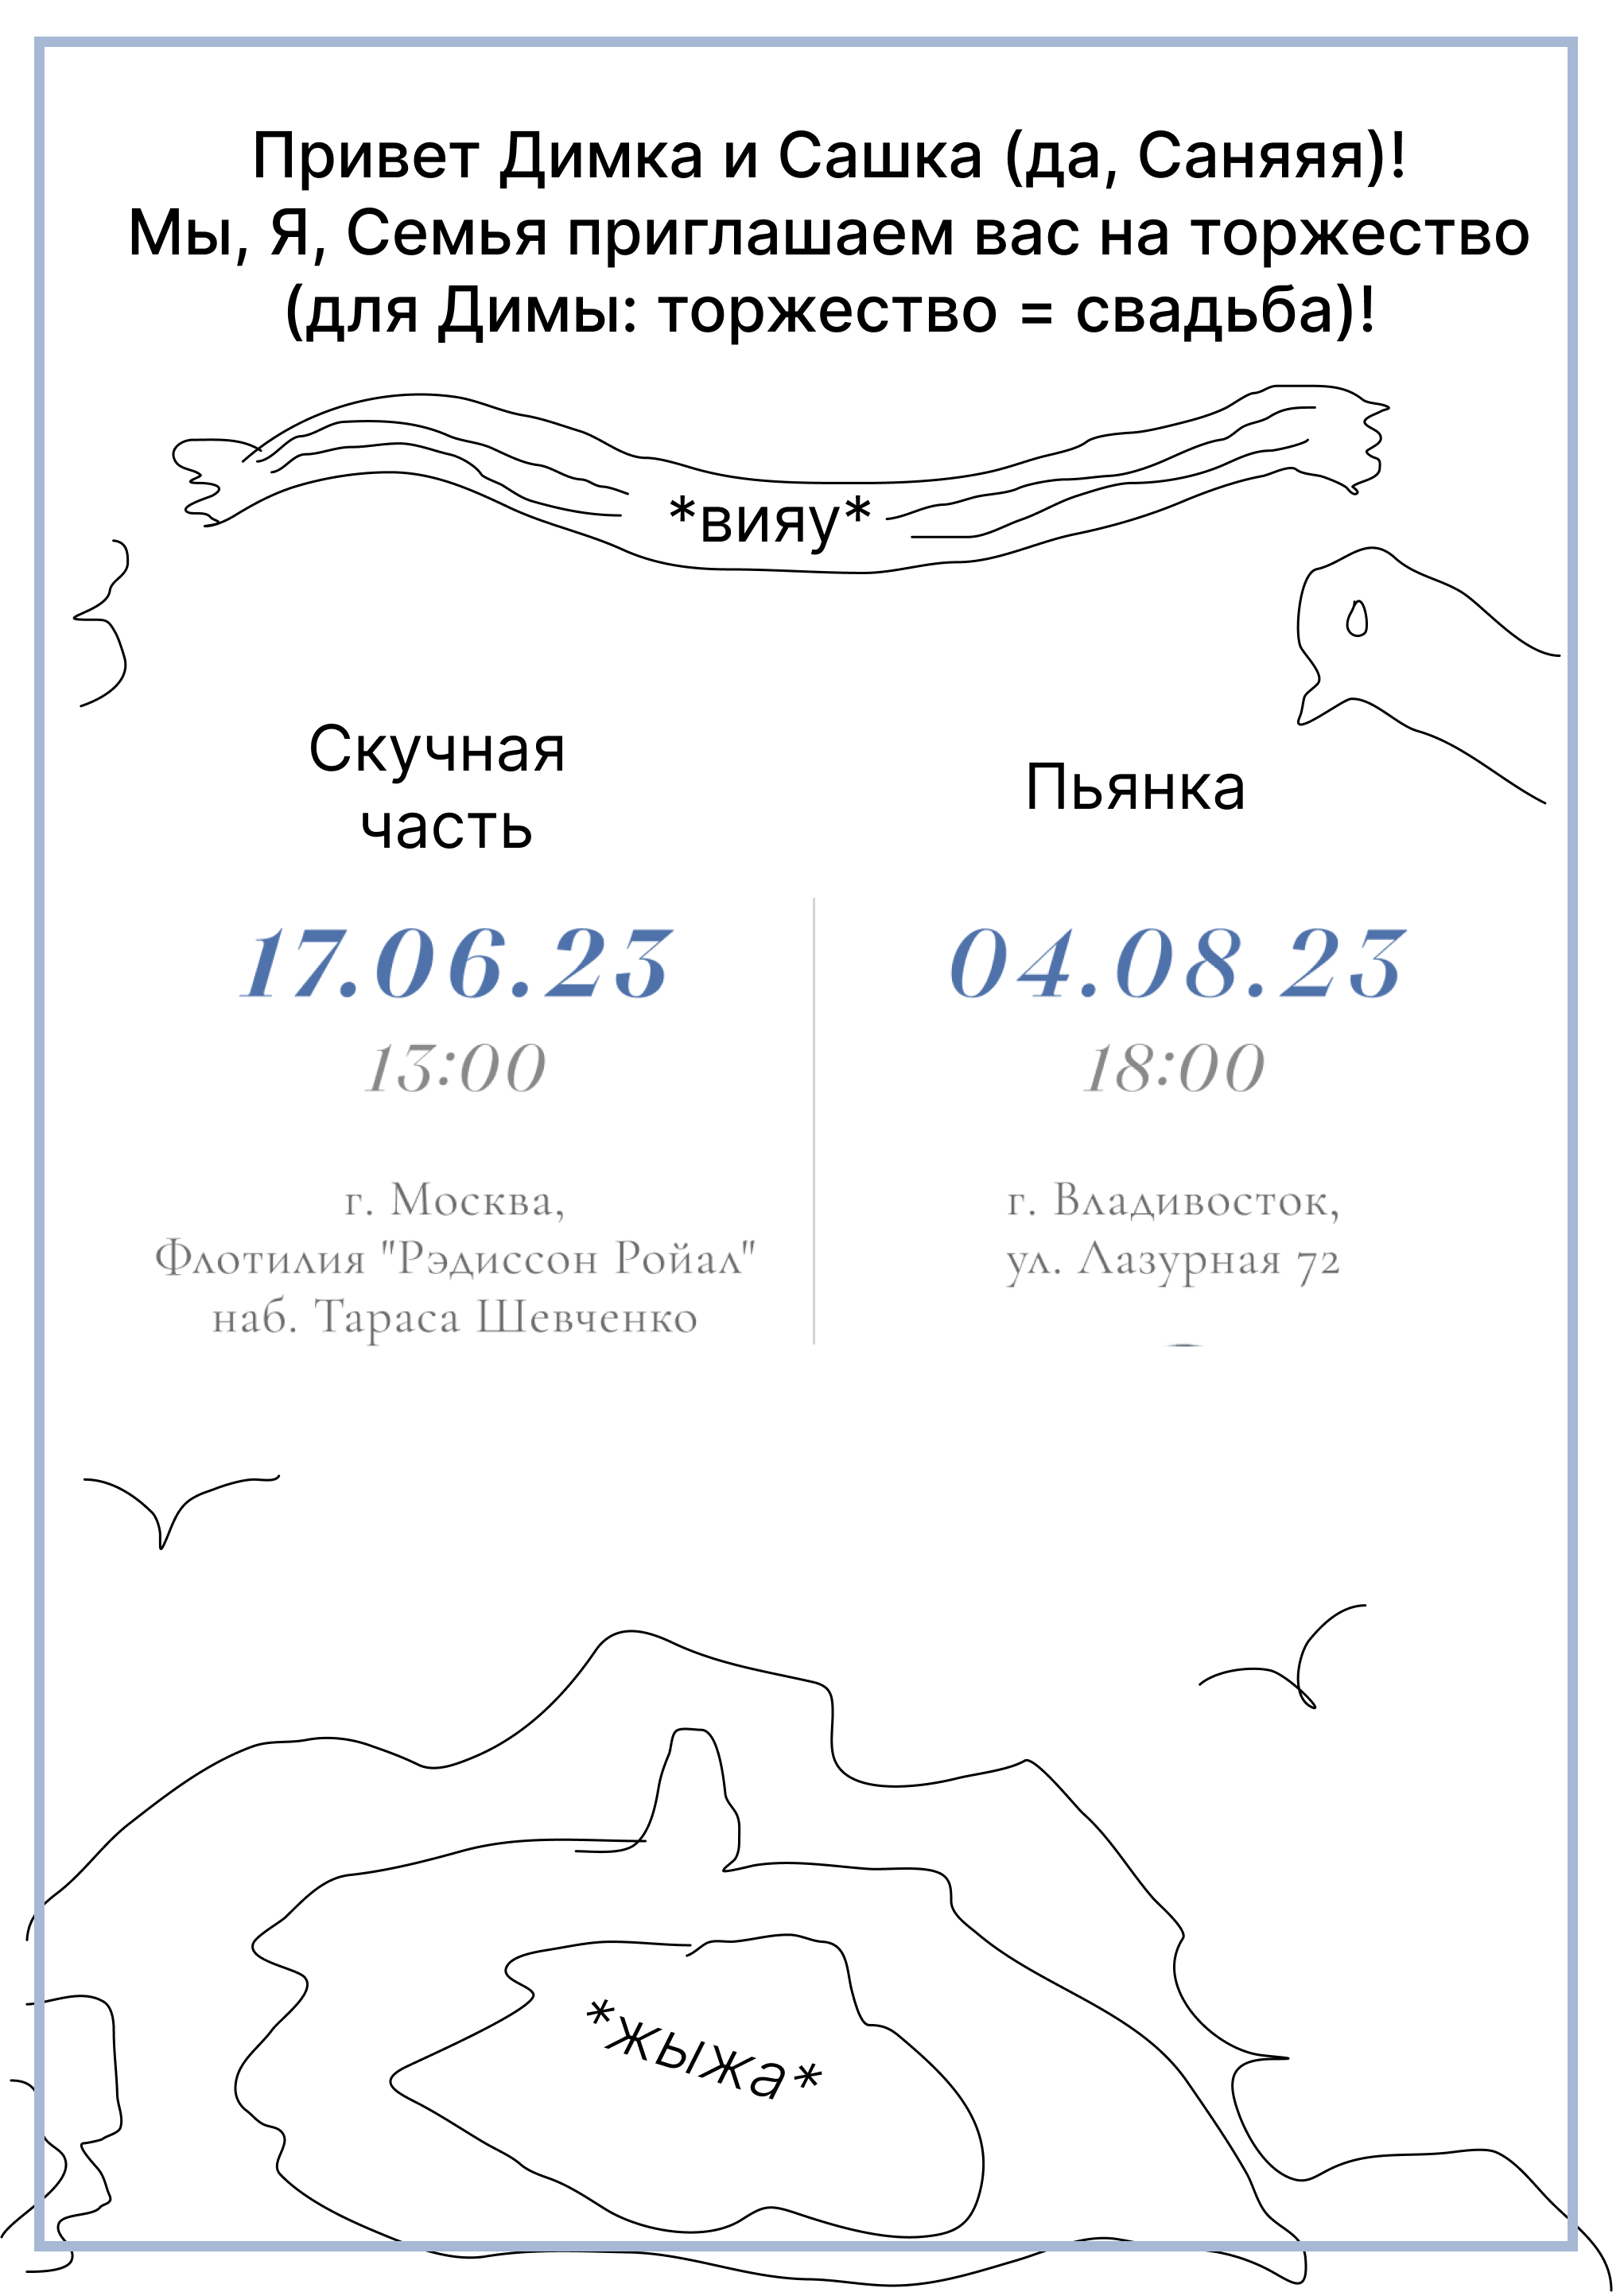 Привет Димка и Сашка (да, Саняяя)!
Мы, Я, Семья приглашаем вас на торжество
(для Димы: торжество = свадьба)!
*вияу*
Скучная
часть
17.06.23
13:00
г. Москва,
Флотилия "Рэдиссон Ройал"
наб. Тараса Шевченко
Пьянка
04.08.23
18:00
г. Владивосток,
ул. Лазурная 72
*жыжа*